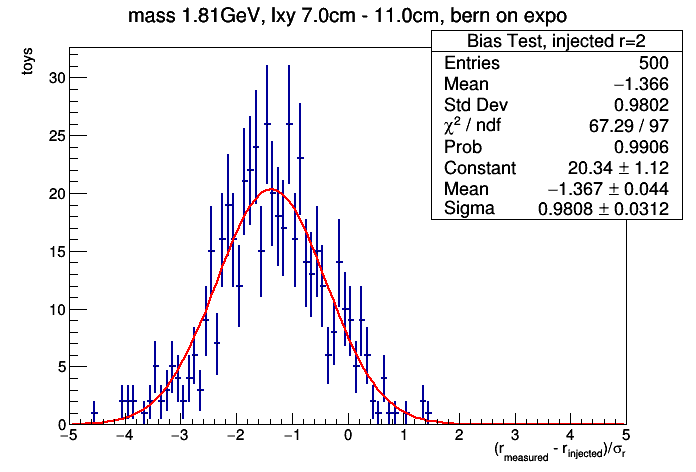 mass 1.81GeV, lxy 7.0cm - 11.0cm, bern on expo
Bias Test, injected r=2
Entries 500
Mean −1.366
Std Dev 0.9802
χ² / ndf 67.29 / 97
Prob 0.9906
Constant 20.34 ± 1.12
Mean −1.367 ± 0.044
Sigma 0.9808 ± 0.0312
toys
30
25
20
15
10
5
0
−5 −4 −3 −2 −1 0 1 2 3 4 5
(r_measured - r_injected)/σ_r